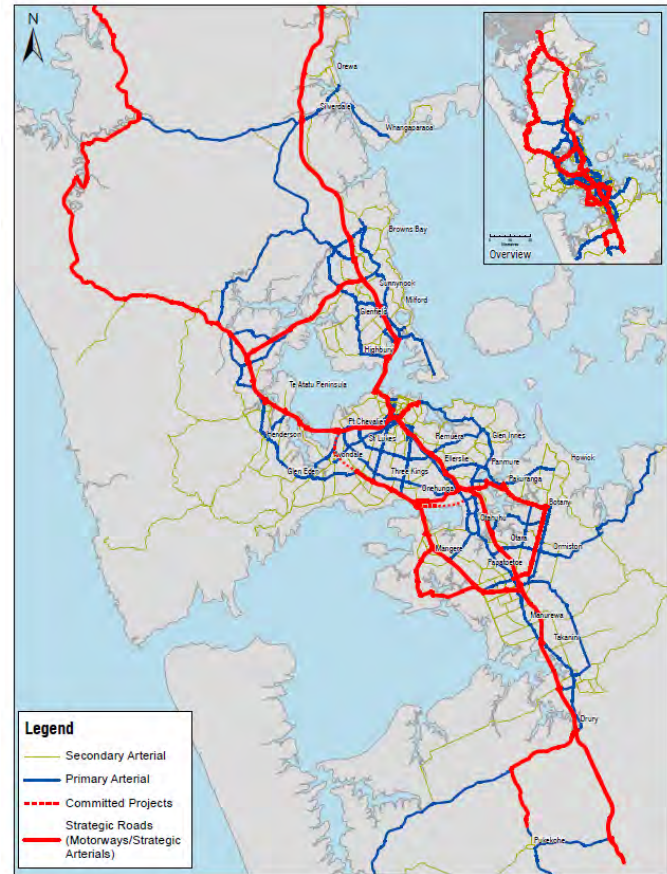 N
Orewa
Silverdale
Whangaparaoa
Browns Bay
Sunnynook
Milford
Glenfield
Highbury
Te Atatu Peninsula
Pt Chevalier
Henderson
St Lukes
Remuera
Glen Innes
Avondale
Ellerslie
Panmure
Howick
Glen Eden
Three Kings
Pakuranga
Onehunga
Botany
Otahuhu
Otara
Ormiston
Mangere
Papatoetoe
Manurewa
Takanini
Drury
Pukekohe
Overview
Legend
Secondary Arterial
Primary Arterial
Committed Projects
Strategic Roads
(Motorways/Strategic
Arterials)